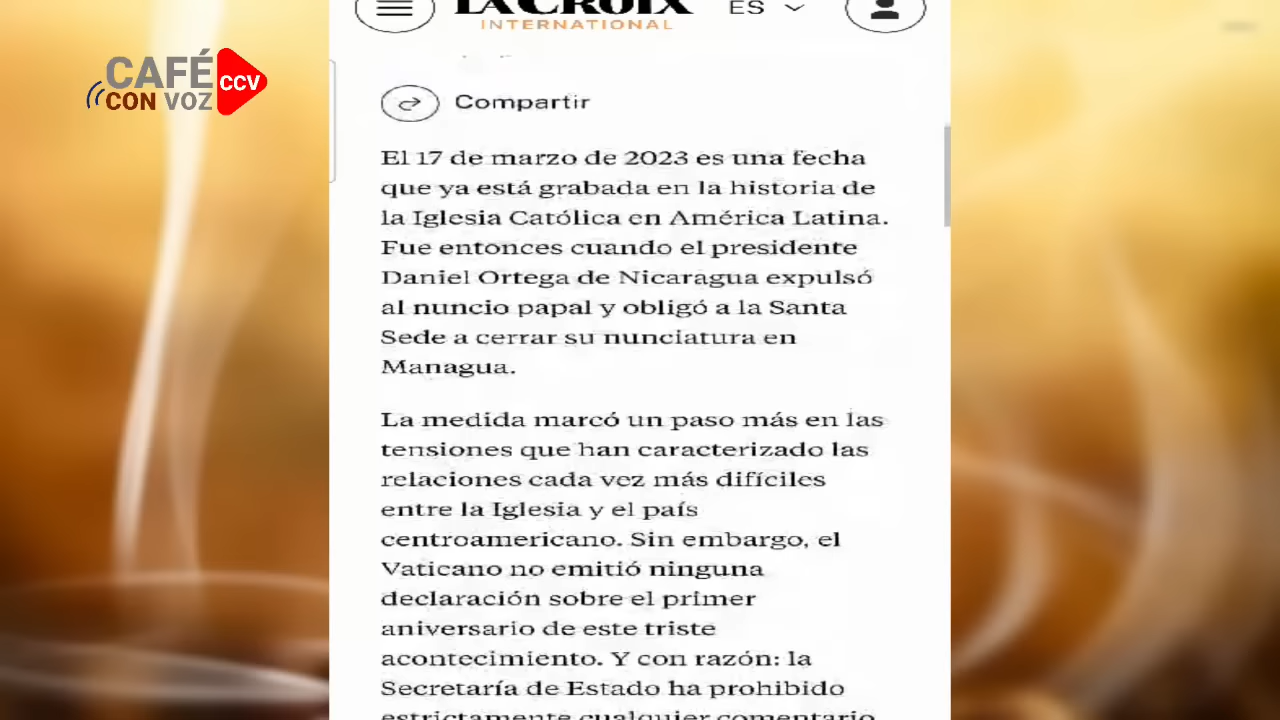 LA CROIX
INTERNATIONAL
ES
CAFÉ
CON VOZ
CCV
Compartir
El 17 de marzo de 2023 es una fecha
que ya está grabada en la historia de
la Iglesia Católica en América Latina.
Fue entonces cuando el presidente
Daniel Ortega de Nicaragua expulsó
al nuncio papal y obligó a la Santa
Sede a cerrar su nunciatura en
Managua.
La medida marcó un paso más en las
tensiones que han caracterizado las
relaciones cada vez más difíciles
entre la Iglesia y el país
centroamericano. Sin embargo, el
Vaticano no emitió ninguna
declaración sobre el primer
aniversario de este triste
acontecimiento. Y con razón: la
Secretaría de Estado ha prohibido
estrictamente cualquier comentario